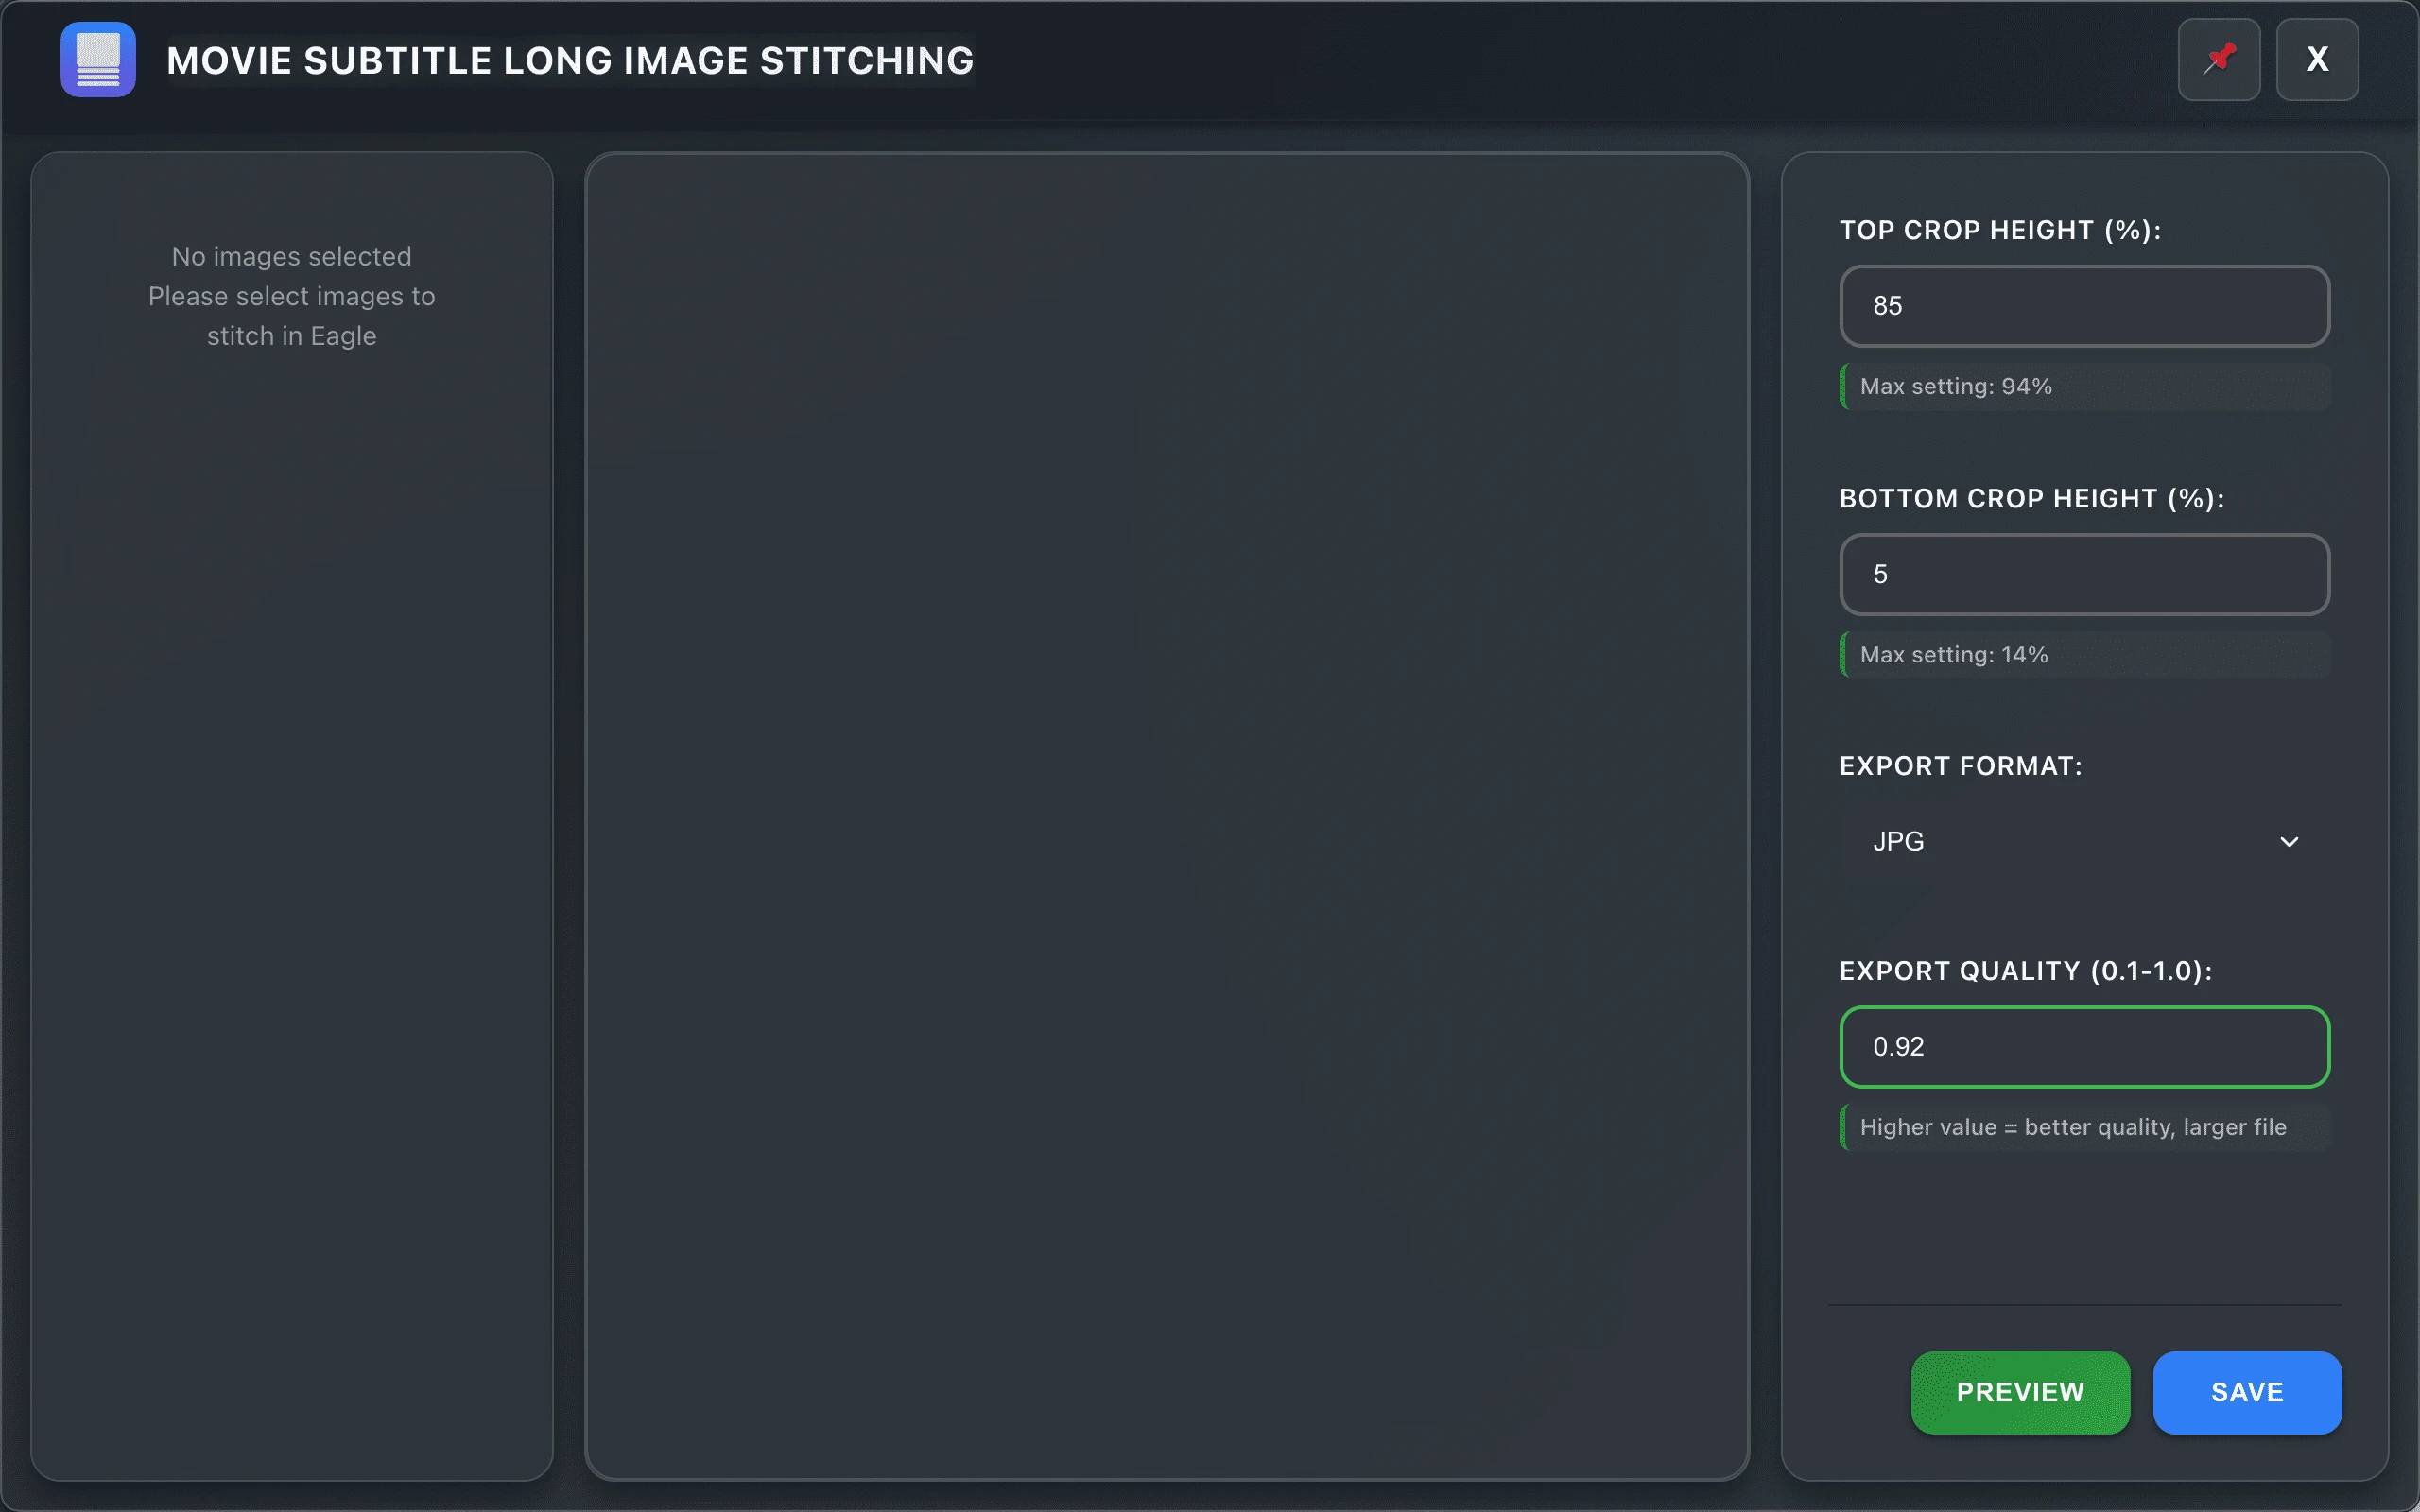 MOVIE SUBTITLE LONG IMAGE STITCHING
X
No images selected
Please select images to
stitch in Eagle
TOP CROP HEIGHT (%):
85
Max setting: 94%
BOTTOM CROP HEIGHT (%):
5
Max setting: 14%
EXPORT FORMAT:
JPG
EXPORT QUALITY (0.1-1.0):
0.92
Higher value = better quality, larger file
PREVIEW
SAVE